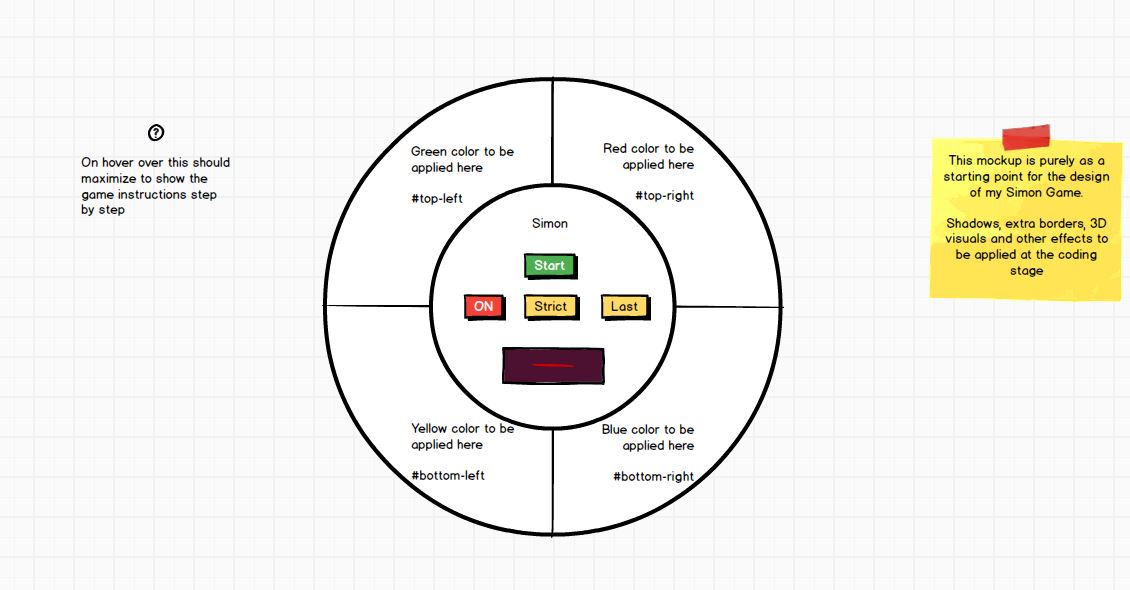 ?
On hover over this should
maximize to show the
game instructions step
by step
Green color to be
applied here
#top-left
Red color to be
applied here
#top-right
Simon
Start
ON
Strict
Last
Yellow color to be
applied here
#bottom-left
Blue color to be
applied here
#bottom-right
This mockup is purely as a
starting point for the design
of my Simon Game.
Shadows, extra borders, 3D
visuals and other effects to
be applied at the coding
stage